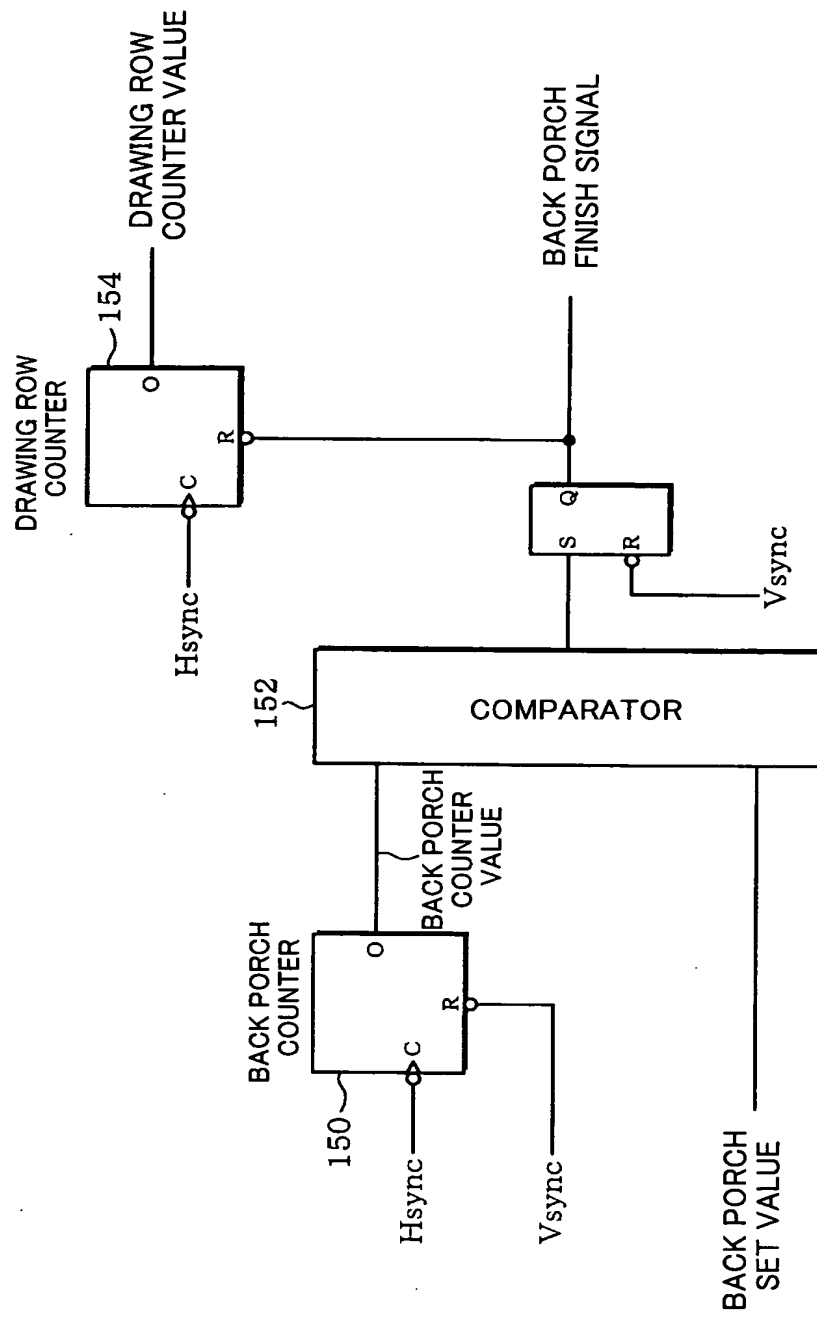 DRAWING ROW
COUNTER
154
C
O
R
Hsync
DRAWING ROW
COUNTER VALUE
BACK PORCH
COUNTER
150
C
O
R
Hsync
Vsync
BACK PORCH
COUNTER
VALUE
152
COMPARATOR
S
Q
R
Vsync
BACK PORCH
FINISH SIGNAL
BACK PORCH
SET VALUE